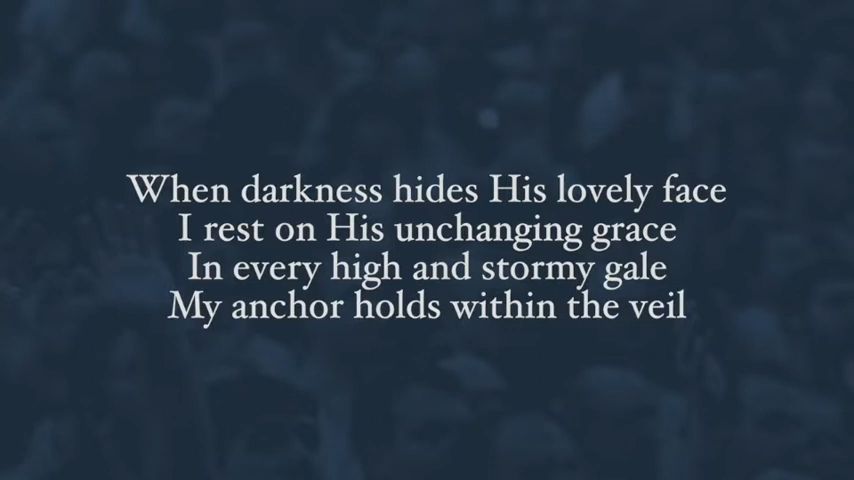 When darkness hides His lovely face
I rest on His unchanging grace
In every high and stormy gale
My anchor holds within the veil